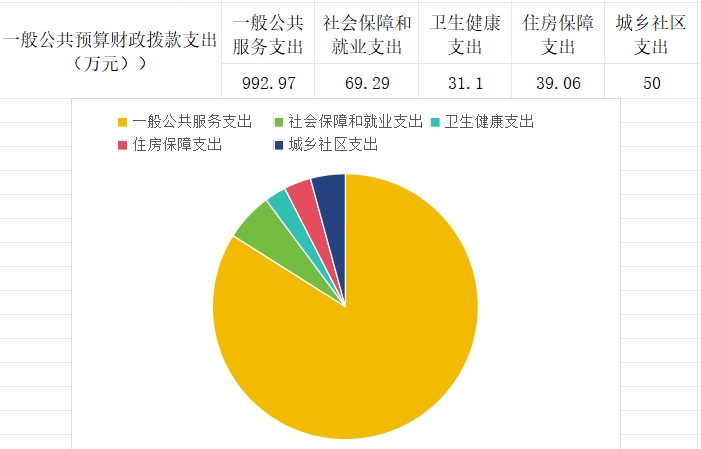 一般公共预算财政拨款支出
（万元））
一般公共
服务支出
社会保障和
就业支出
卫生健康
支出
住房保障
支出
城乡社区
支出
992.97 69.29 31.1 39.06 50
一般公共服务支出 社会保障和就业支出 卫生健康支出
住房保障支出 城乡社区支出